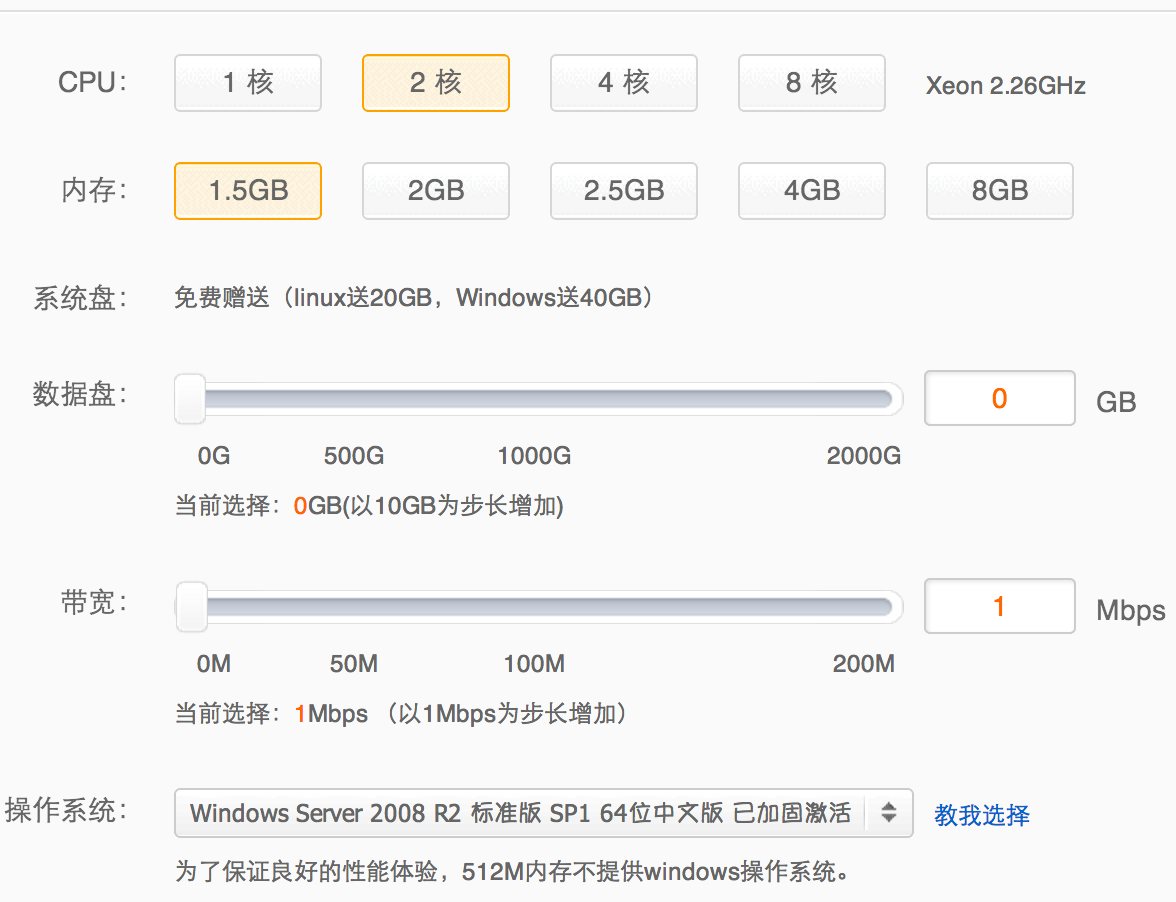 CPU： 1 核 2 核 4 核 8 核 Xeon 2.26GHz
内存： 1.5GB 2GB 2.5GB 4GB 8GB
系统盘： 免费赠送（linux送20GB，Windows送40GB）
数据盘： 0 GB
0G 500G 1000G 2000G
当前选择：0GB(以10GB为步长增加)
带宽： 1 Mbps
0M 50M 100M 200M
当前选择：1Mbps （以1Mbps为步长增加）
操作系统： Windows Server 2008 R2 标准版 SP1 64位中文版 已加固激活 教我选择
为了保证良好的性能体验，512M内存不提供windows操作系统。